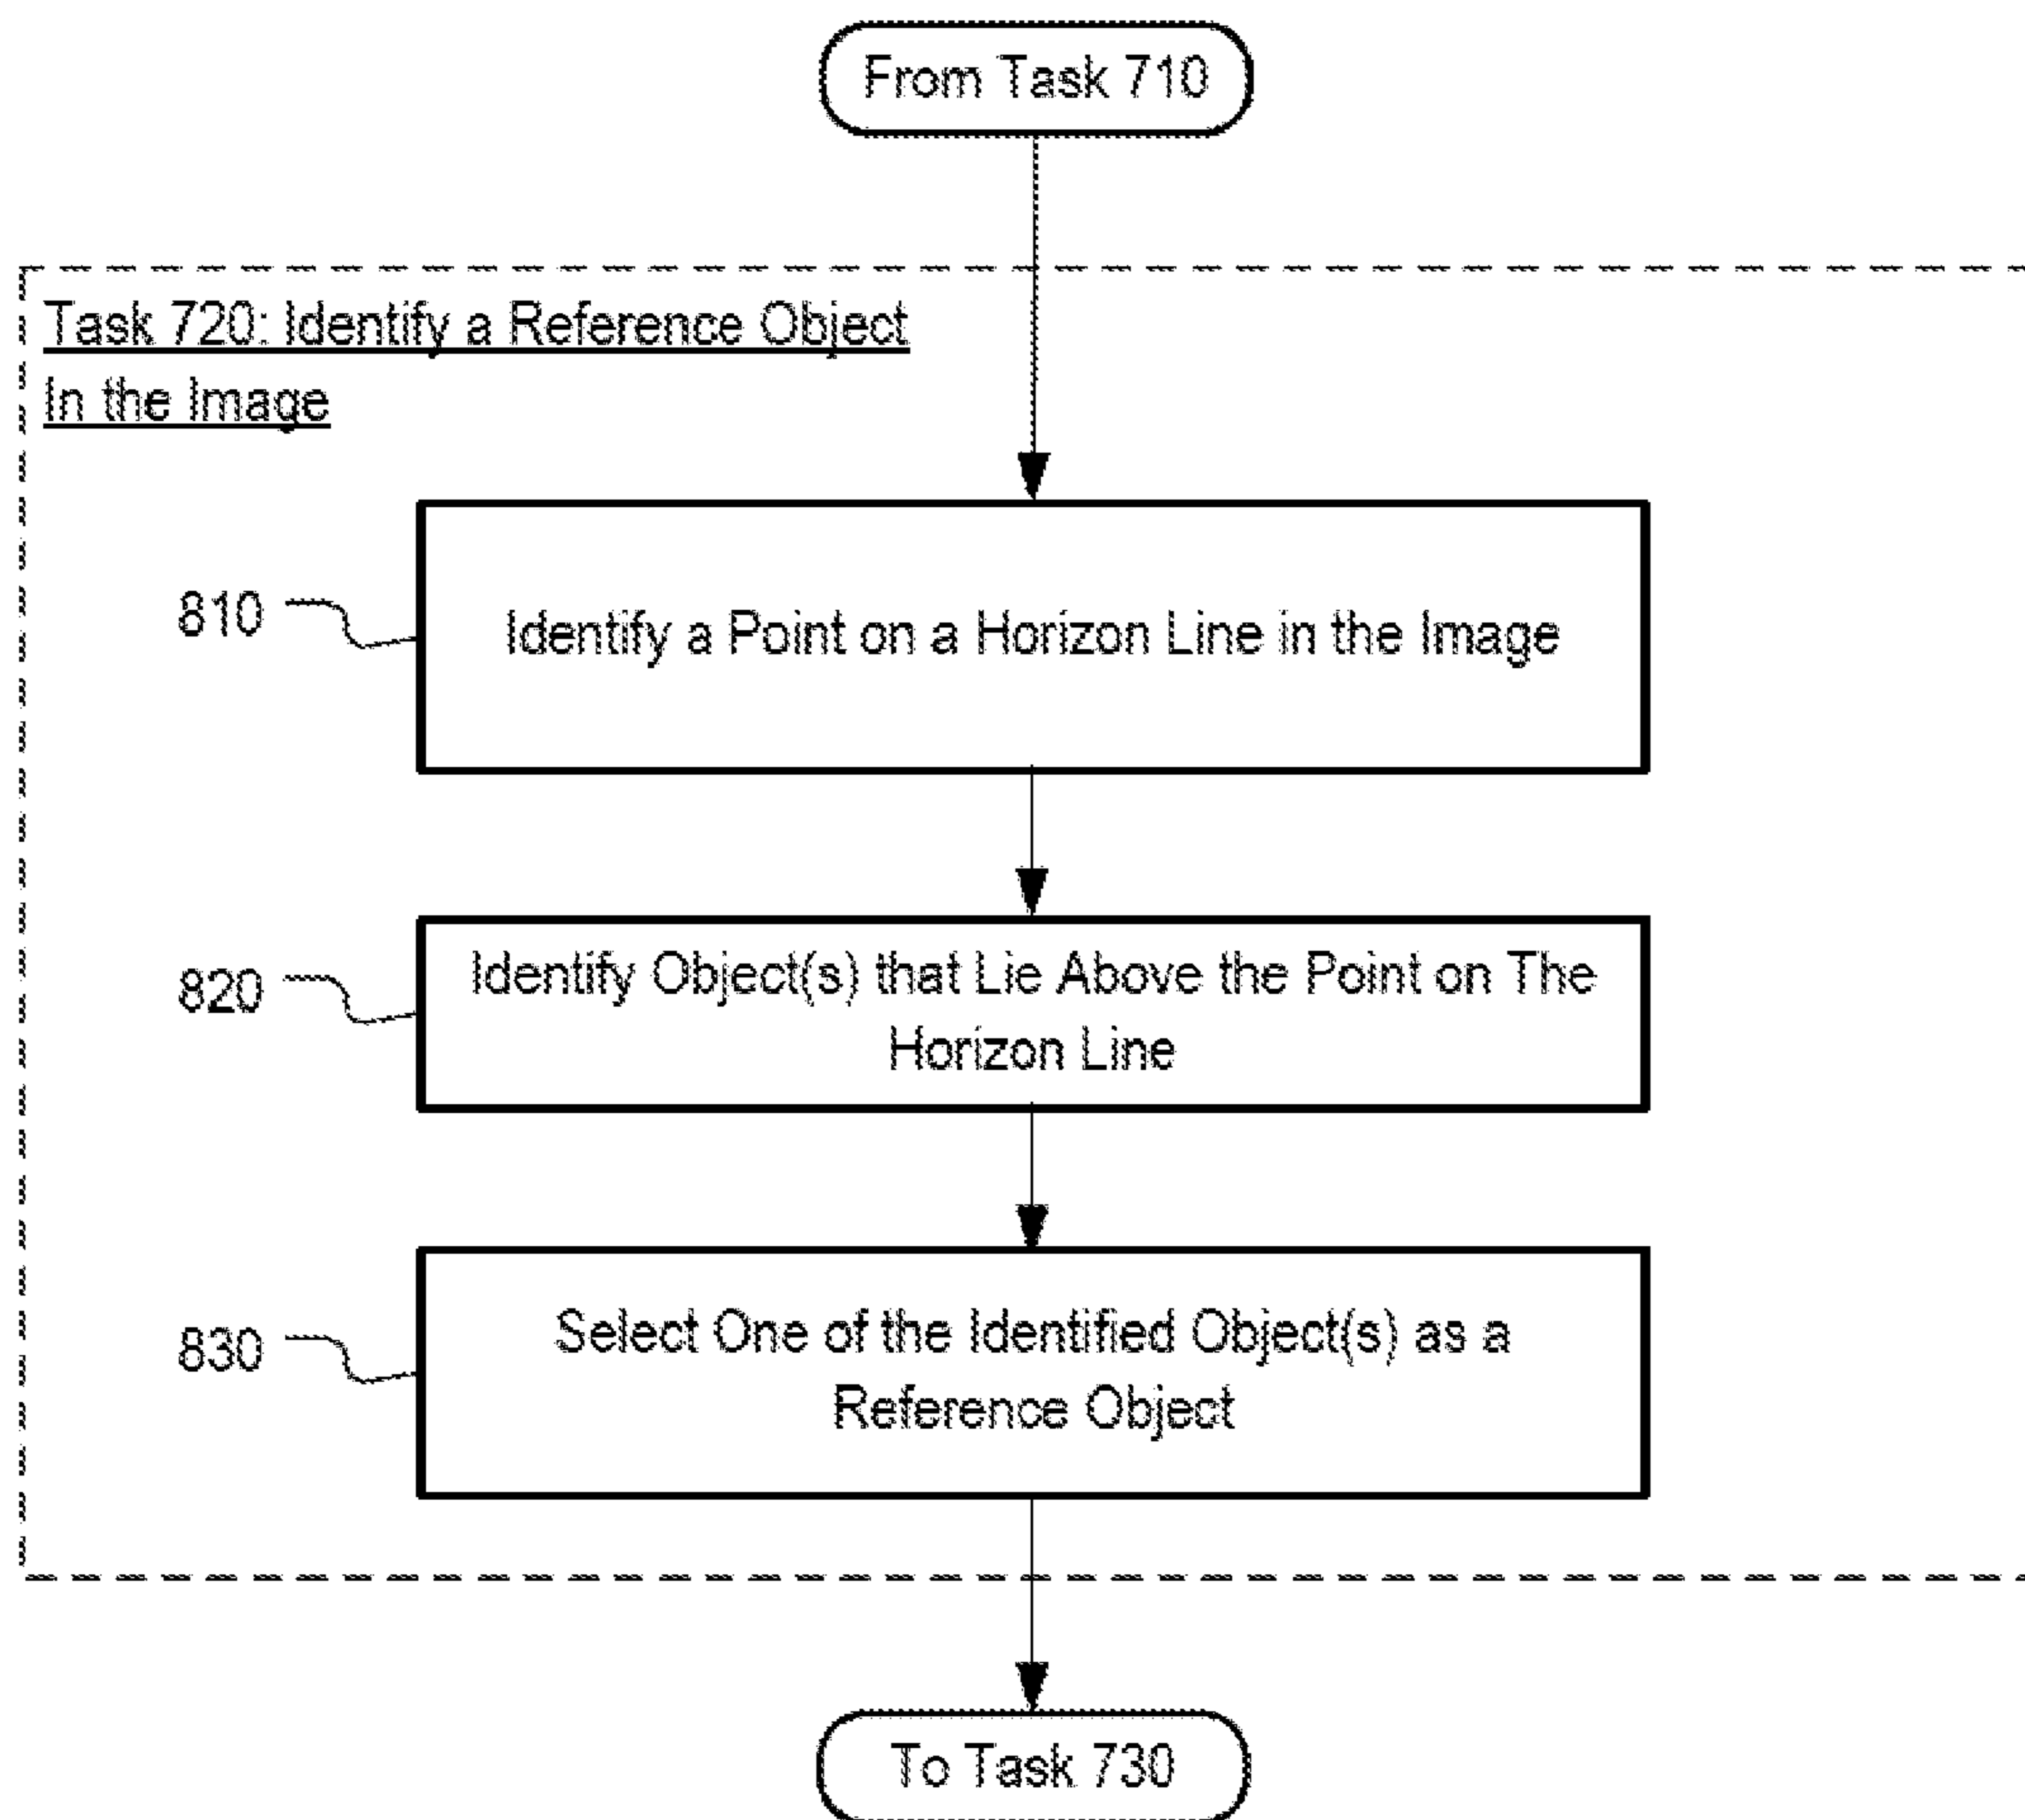 From Task 710
Task 720: Identify a Reference Object
In the Image
810
Identify a Point on a Horizon Line in the Image
820
Identify Object(s) that Lie Above the Point on The
Horizon Line
830
Select One of the Identified Object(s) as a
Reference Object
To Task 730